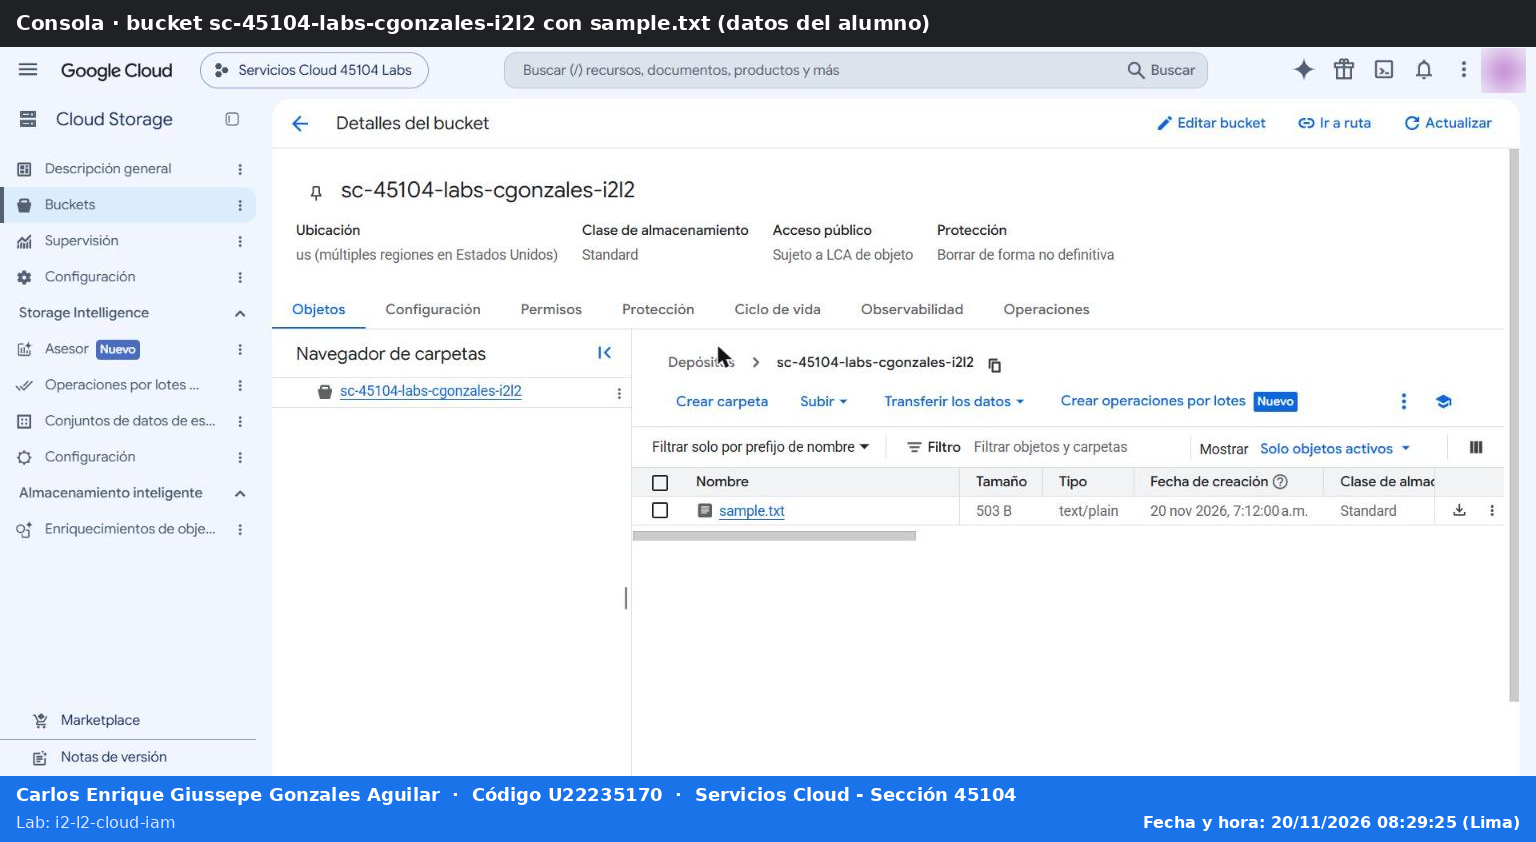 Consola · bucket sc-45104-labs-cgonzales-i2l2 con sample.txt (datos del alumno)
Google Cloud
Servicios Cloud 45104 Labs
Buscar (/) recursos, documentos, productos y más
Buscar
Cloud Storage
Detalles del bucket
Editar bucket
Ir a ruta
Actualizar
Descripción general
Buckets
Supervisión
Configuración
Storage Intelligence
Asesor Nuevo
Operaciones por lotes ...
Conjuntos de datos de es...
Configuración
Almacenamiento inteligente
Enriquecimientos de obje...
Marketplace
Notas de versión
sc-45104-labs-cgonzales-i2l2
Ubicación Clase de almacenamiento Acceso público Protección
us (múltiples regiones en Estados Unidos) Standard Sujeto a LCA de objeto Borrar de forma no definitiva
Objetos Configuración Permisos Protección Ciclo de vida Observabilidad Operaciones
Navegador de carpetas
sc-45104-labs-cgonzales-i2l2
Depósitos sc-45104-labs-cgonzales-i2l2
Crear carpeta Subir Transferir los datos Crear operaciones por lotes Nuevo
Filtrar solo por prefijo de nombre Filtro Filtrar objetos y carpetas Mostrar Solo objetos activos
Nombre Tamaño Tipo Fecha de creación Clase de almac
sample.txt 503 B text/plain 20 nov 2026, 7:12:00 a.m. Standard
Carlos Enrique Giussepe Gonzales Aguilar · Código U22235170 · Servicios Cloud - Sección 45104
Lab: i2-l2-cloud-iam
Fecha y hora: 20/11/2026 08:29:25 (Lima)